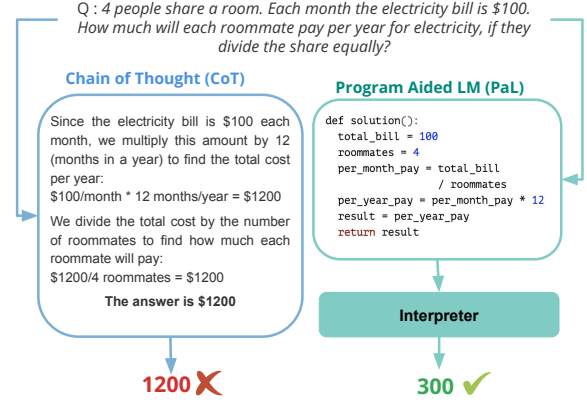 Q : 4 people share a room. Each month the electricity bill is $100.
How much will each roommate pay per year for electricity, if they
divide the share equally?
Chain of Thought (CoT)
Since the electricity bill is $100 each
month, we multiply this amount by 12
(months in a year) to find the total cost
per year:
$100/month * 12 months/year = $1200
We divide the total cost by the number
of roommates to find how much each
roommate will pay:
$1200/4 roommates = $1200
The answer is $1200
1200
Program Aided LM (PaL)
def solution():
total_bill = 100
roommates = 4
per_month_pay = total_bill
/ roommates
per_year_pay = per_month_pay * 12
result = per_year_pay
return result
Interpreter
300